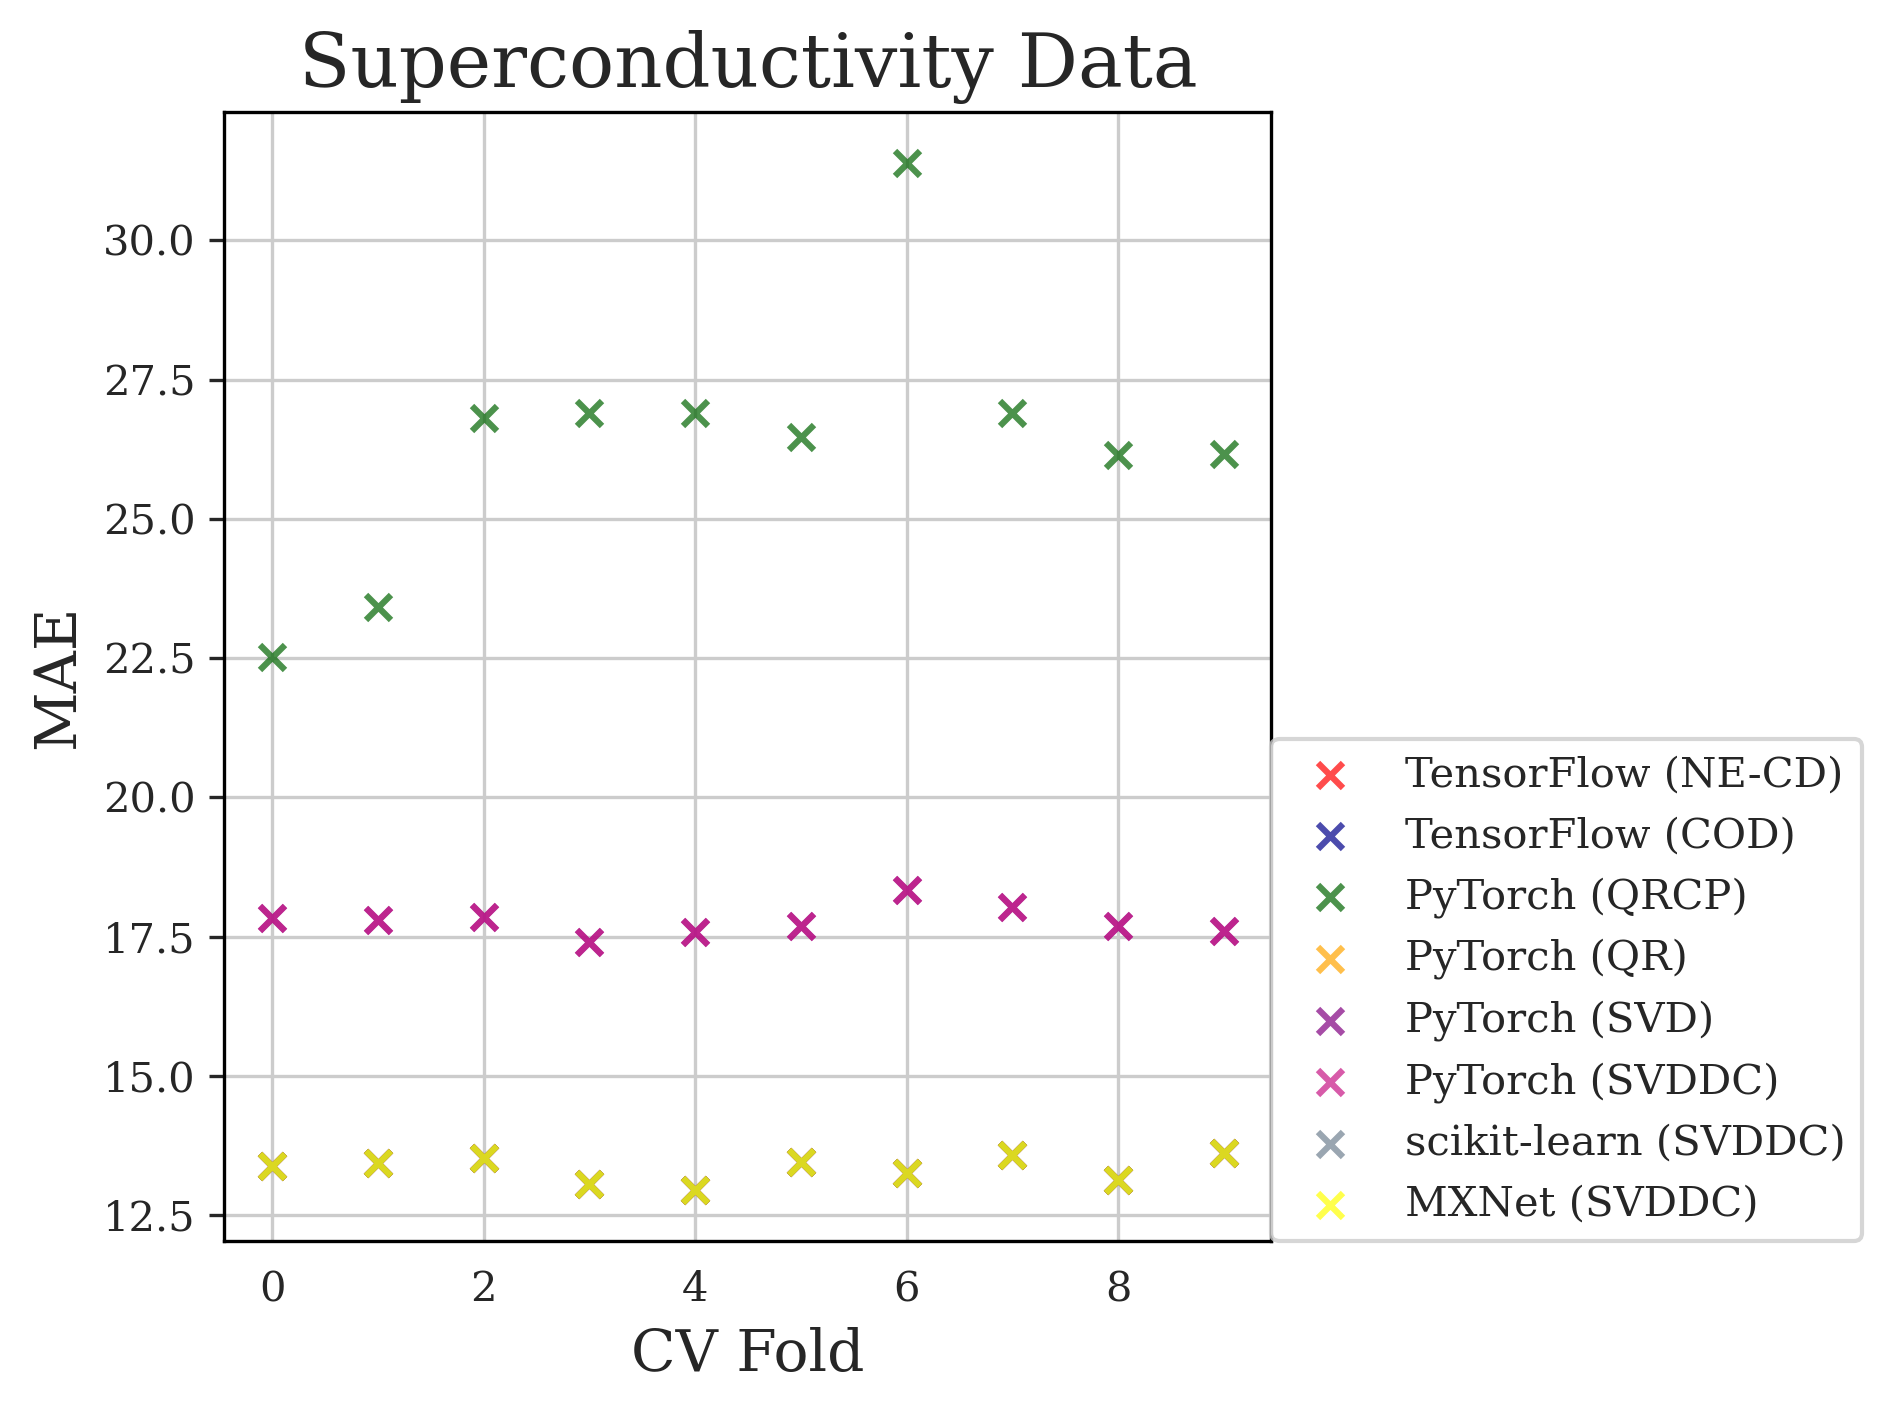 Superconductivity Data
MAE
30.0
27.5
25.0
22.5
20.0
17.5
15.0
12.5
0 2 4 6 8
CV Fold
TensorFlow (NE-CD)
TensorFlow (COD)
PyTorch (QRCP)
PyTorch (QR)
PyTorch (SVD)
PyTorch (SVDDC)
scikit-learn (SVDDC)
MXNet (SVDDC)